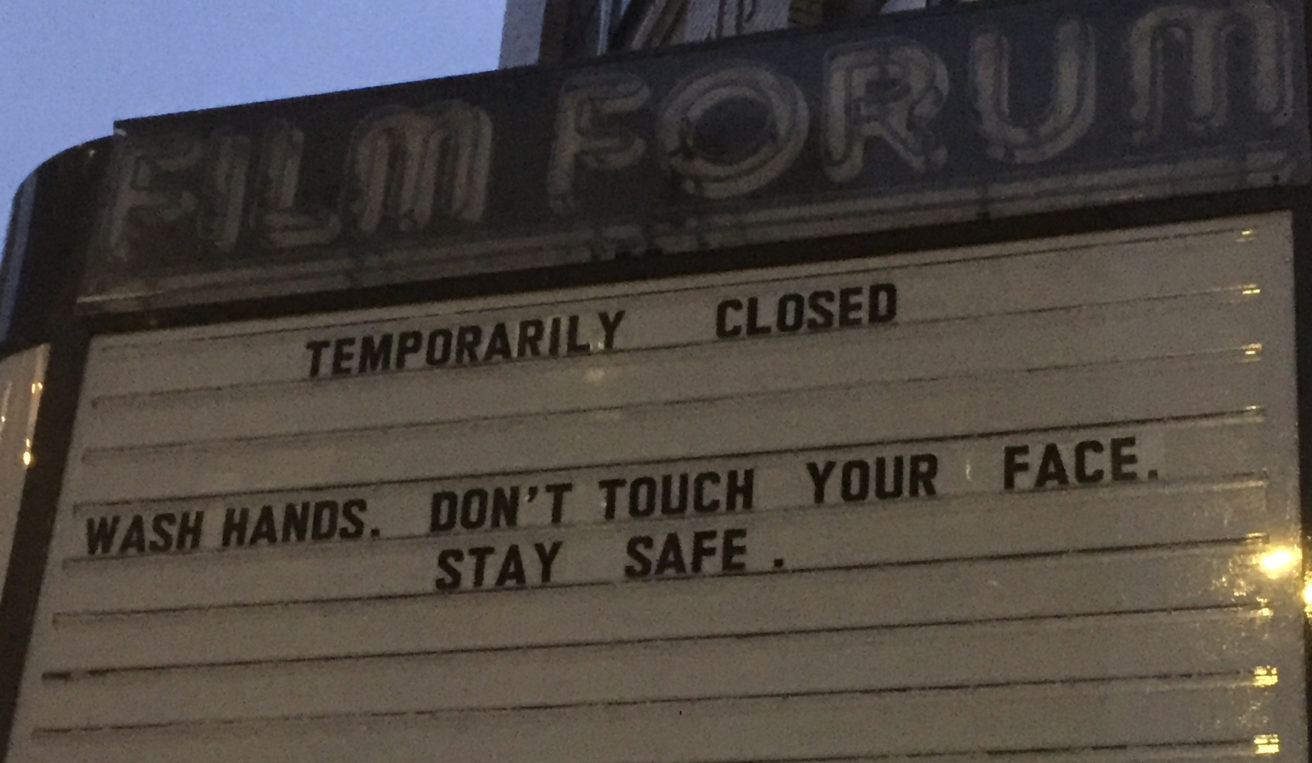 FILM FORUM
TEMPORARILY CLOSED
WASH HANDS. DON'T TOUCH YOUR FACE.
STAY SAFE .